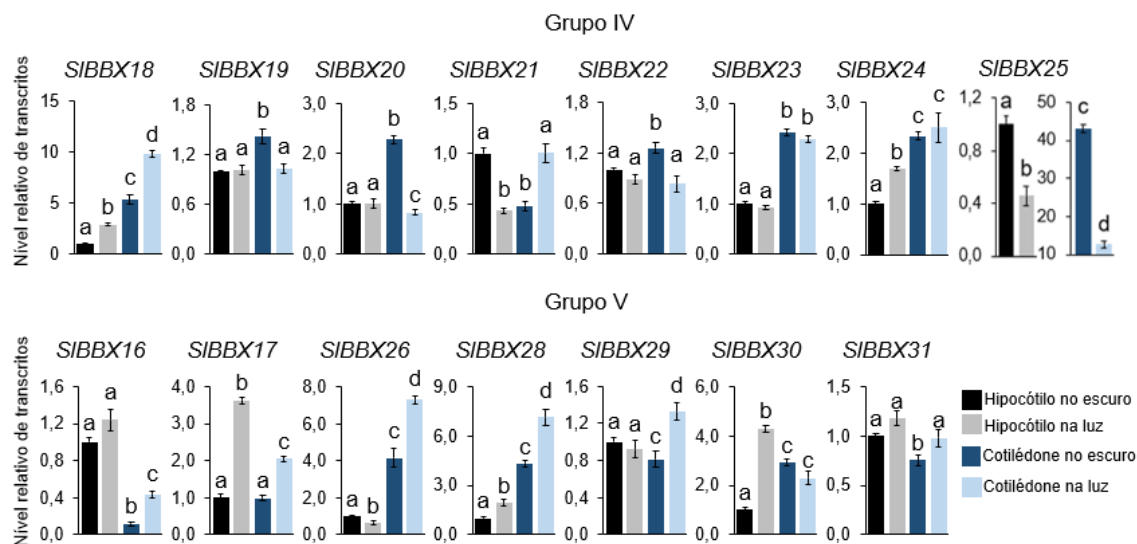 Grupo IV
SlBBX18 SlBBX19 SlBBX20 SlBBX21 SlBBX22 SlBBX23 SlBBX24 SlBBX25
Nível relativo de transcritos
15 10 5 0 a b c d
1,8 1,2 0,6 0,0 a a b a
3,0 2,0 1,0 0,0 a a b c
1,5 1,0 0,5 0,0 a b b a
1,8 1,2 0,6 0,0 a a b a
3,0 2,0 1,0 0,0 a a b b
3,0 2,0 1,0 0,0 a b c c
1,2 0,8 0,4 0,0 a b
50 40 30 20 10 c d
Grupo V
SlBBX16 SlBBX17 SlBBX26 SlBBX28 SlBBX29 SlBBX30 SlBBX31
Nível relativo de transcritos
1,6 1,2 0,8 0,4 0,0 a a b c
4,0 3,0 2,0 1,0 0,0 a b a c
8,0 6,0 4,0 2,0 0,0 a b c d
9,0 6,0 3,0 0,0 a b c d
1,6 1,2 0,8 0,4 0,0 a a c d
6,0 4,0 2,0 0,0 a b c c
1,5 1,0 0,5 0,0 a a b a
Hipocótilo no escuro
Hipocótilo na luz
Cotilédone no escuro
Cotilédone na luz